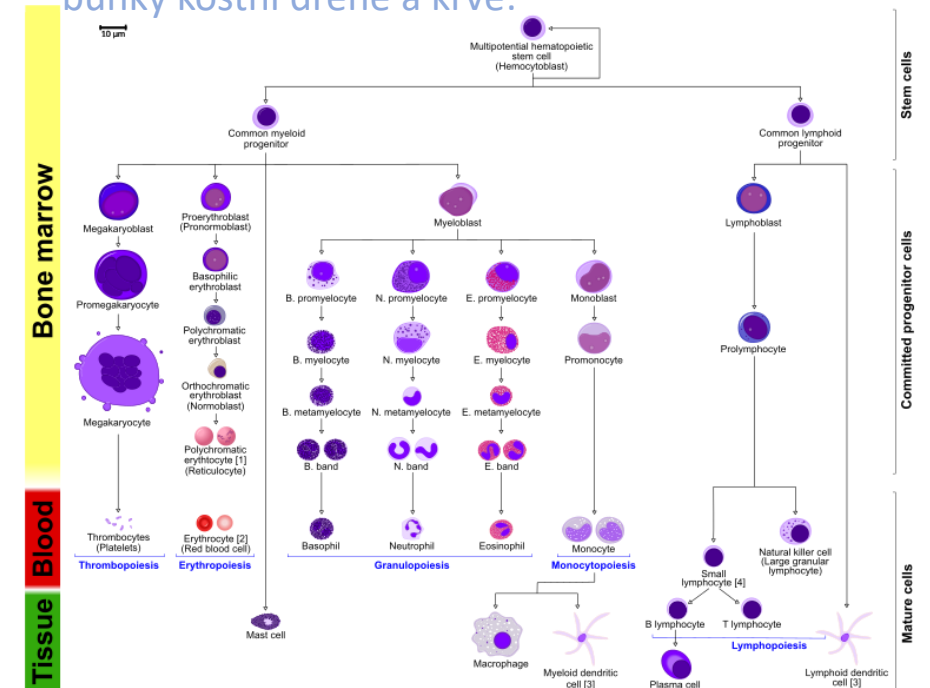 buňky kostní dřeně a krve:
10 µm
Multipotential hematopoietic
stem cell
(Hemocytoblast)
Common myeloid
progenitor
Common lymphoid
progenitor
Stem cells
Bone marrow
Megakaryoblast
Proerythroblast
(Pronormoblast)
Myeloblast
Lymphoblast
Promegakaryocyte
Basophilic
erythroblast
B. promyelocyte
N. promyelocyte
E. promyelocyte
Monoblast
Polychromatic
erythroblast
B. myelocyte
N. myelocyte
E. myelocyte
Promonocyte
Prolymphocyte
Committed progenitor cells
Megakaryocyte
Orthochromatic
erythroblast
(Normoblast)
B. metamyelocyte
N. metamyelocyte
E. metamyelocyte
Polychromatic
erythtocyte [1]
(Reticulocyte)
B. band
N. band
E. band
Blood
Thrombocytes
(Platelets)
Erythrocyte [2]
(Red blood cell)
Basophil
Neutrophil
Eosinophil
Monocyte
Small
lymphocyte [4]
Natural killer cell
(Large granular
lymphocyte)
Thrombopoiesis
Erythropoiesis
Granulopoiesis
Monocytopoiesis
Mature cells
Tissue
Mast cell
Macrophage
Myeloid dendritic
cell [3]
B lymphocyte
T lymphocyte
Lymphopoiesis
Plasma cell
Lymphoid dendritic
cell [3]